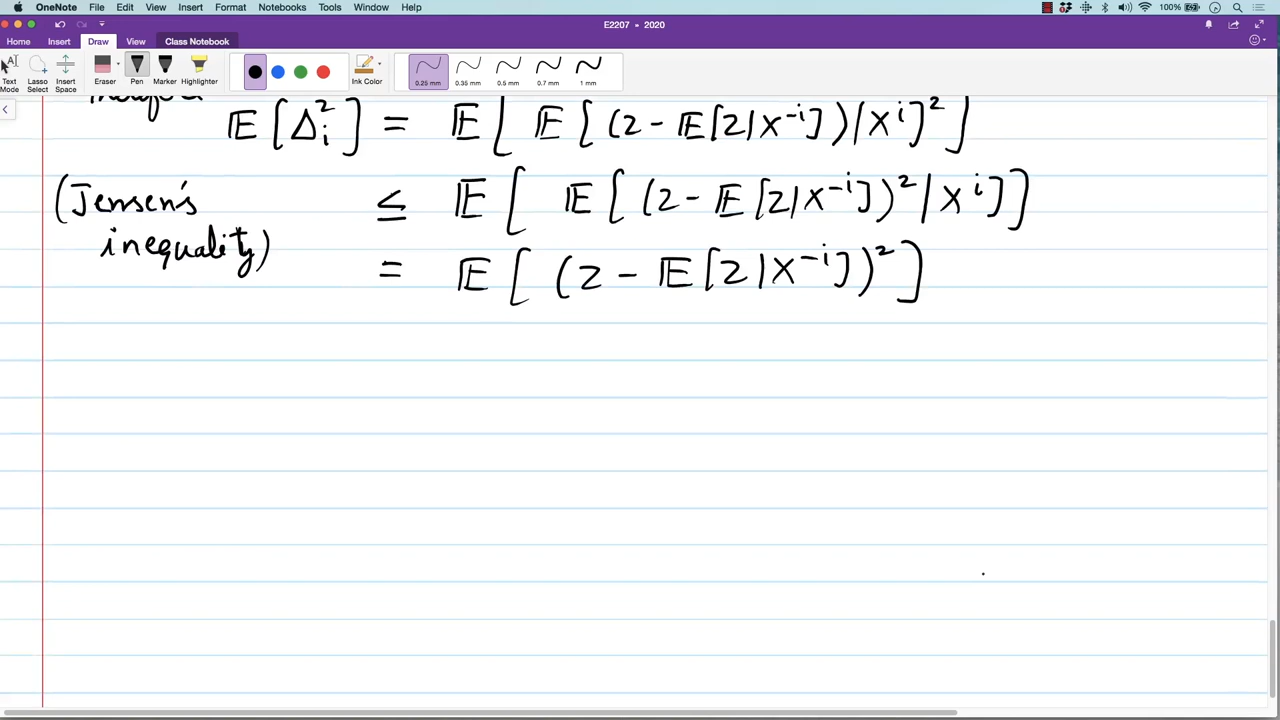 OneNote File Edit View Insert Format Notebooks Tools Window Help 100%
E2207 - 2020
Home Insert Draw View Class Notebook
Text Mode Lasso Select Insert Space Eraser Pen Marker Highlighter Ink Color 0.25 mm 0.35 mm 0.5 mm 0.7 mm 1 mm
𝔼[Δᵢ²] = 𝔼[ 𝔼[(Z - 𝔼[Z|X⁻ⁱ])|Xⁱ]²]
(Jensen's ≤ 𝔼[ 𝔼[(Z - 𝔼[Z|X⁻ⁱ])²|Xⁱ]]
inequality) = 𝔼[ (Z - 𝔼[Z|X⁻ⁱ])²]